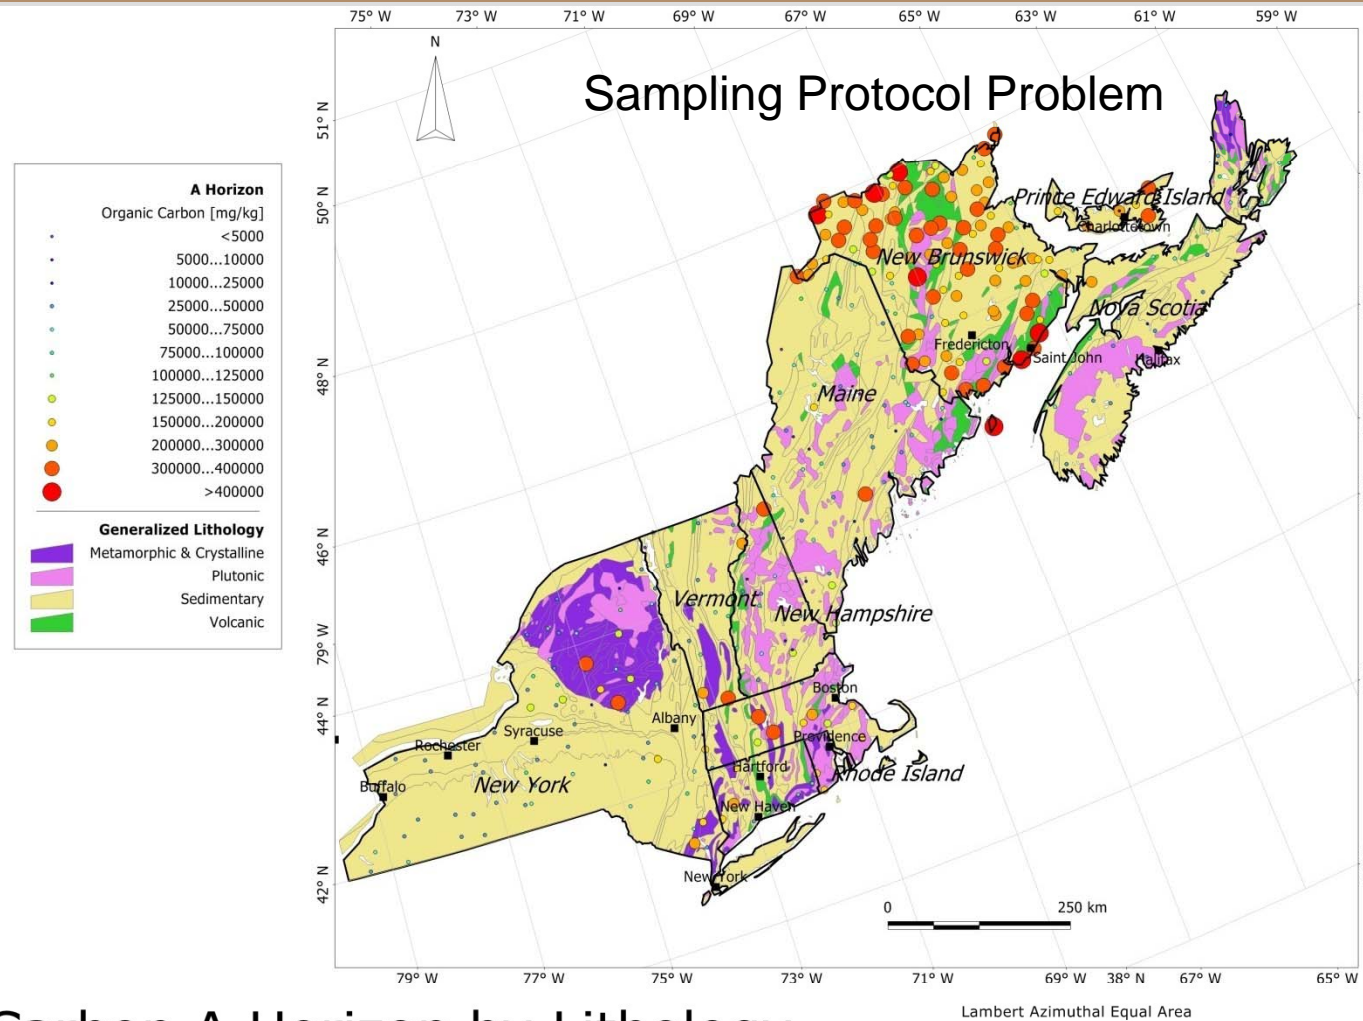 75° W 73° W 71° W 69° W 67° W 65° W 63° W 61° W 59° W
N
Sampling Protocol Problem
51° N
50° N
48° N
46° N
79° W
44° N
42° N
A Horizon
Organic Carbon [mg/kg]
<5000
5000...10000
10000...25000
25000...50000
50000...75000
75000...100000
100000...125000
125000...150000
150000...200000
200000...300000
300000...400000
>400000
Generalized Lithology
Metamorphic & Crystalline
Plutonic
Sedimentary
Volcanic
Prince Edward Island
Charlottetown
New Brunswick
Nova Scotia
Fredericton
Saint John
Halifax
Maine
Vermont
New Hampshire
Boston
Albany
Syracuse
Providence
Rochester
Hartford
Rhode Island
New York
Buffalo
New Haven
New York
0 250 km
79° W 77° W 75° W 73° W 71° W 69° W 38° N 67° W 65° W
Lambert Azimuthal Equal Area
Carbon A Horizon by Lithology